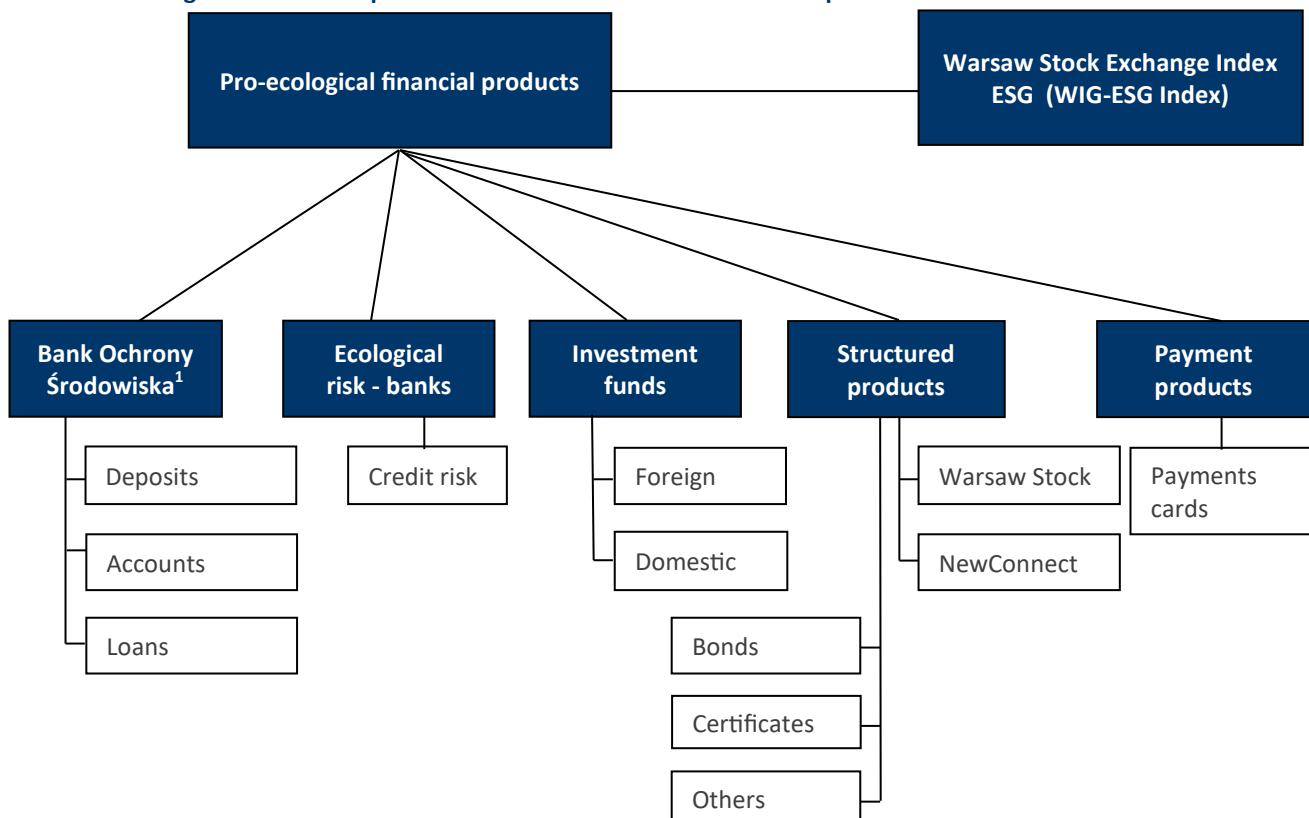 Pro-ecological financial products
Warsaw Stock Exchange Index
ESG (WIG-ESG Index)
Bank Ochrony
Środowiska¹
Ecological
risk - banks
Investment
funds
Structured
products
Payment
products
Deposits
Accounts
Loans
Credit risk
Foreign
Domestic
Warsaw Stock
NewConnect
Bonds
Certificates
Others
Payments
cards